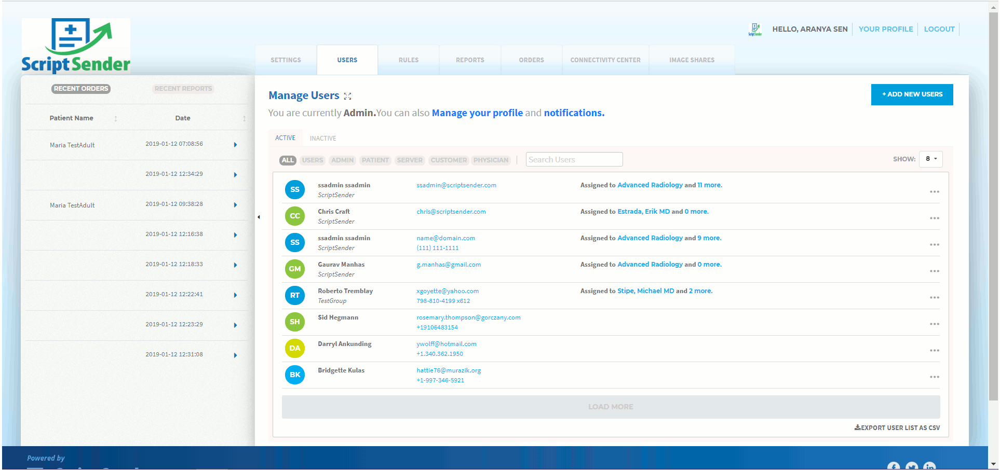 Script Sender
ScriptSender
HELLO, ARANYA SEN
YOUR PROFILE
LOGOUT
SETTINGS
USERS
RULES
REPORTS
ORDERS
CONNECTIVITY CENTER
IMAGE SHARES
RECENT ORDERS
RECENT REPORTS
Patient Name
Date
Maria TestAdult
2019-01-12 07:08:56
2019-01-12 12:34:29
Maria TestAdult
2019-01-12 09:38:28
2019-01-12 12:16:38
2019-01-12 12:18:33
2019-01-12 12:22:41
2019-01-12 12:23:29
2019-01-12 12:31:08
Manage Users
+ ADD NEW USERS
You are currently Admin.You can also Manage your profile and notifications.
ACTIVE
INACTIVE
ALL
USERS
ADMIN
PATIENT
SERVER
CUSTOMER
PHYSICIAN
Search Users
SHOW:
8
SS
ssadmin ssadmin
ScriptSender
ssadmin@scriptsender.com
Assigned to Advanced Radiology and 11 more.
CC
Chris Craft
ScriptSender
chris@scriptsender.com
Assigned to Estrada, Erik MD and 0 more.
SS
ssadmin ssadmin
ScriptSender
name@domain.com
(111) 111-1111
Assigned to Advanced Radiology and 9 more.
GM
Gaurav Manhas
ScriptSender
g.manhas@gmail.com
Assigned to Advanced Radiology and 0 more.
RT
Roberto Tremblay
TestGroup
xgoyette@yahoo.com
798-810-4199 x612
Assigned to Stipe, Michael MD and 2 more.
SH
Sid Hegmann
rosemary.thompson@gorczany.com
+19106483154
DA
Darryl Ankunding
ywolff@hotmail.com
+1.340.362.1950
BK
Bridgette Kulas
hattie76@murazik.org
+1-997-346-5921
LOAD MORE
EXPORT USER LIST AS CSV
Powered by